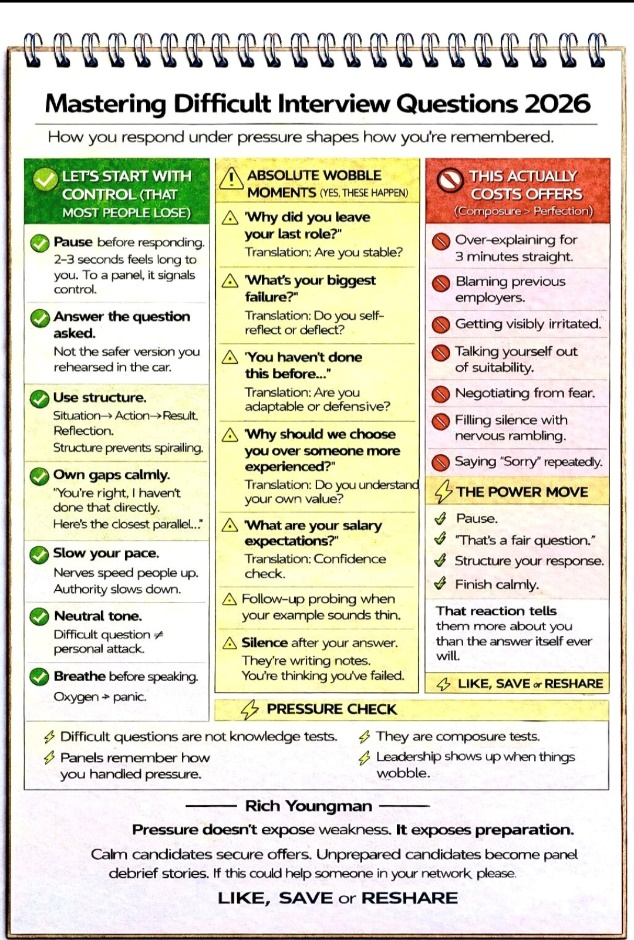 Mastering Difficult Interview Questions 2026
How you respond under pressure shapes how you're remembered.
LET'S START WITH
CONTROL (THAT
MOST PEOPLE LOSE)
Pause before responding.
2-3 seconds feels long to
you. To a panel, it signals
control.
Answer the question
asked.
Not the safer version you
rehearsed in the car.
Use structure.
Situation→ Action→Result.
Reflection.
Structure prevents spiralling.
Own gaps calmly.
"You're right, I haven't
done that directly.
Here's the closest parallel..."
Slow your pace.
Nerves speed people up.
Authority slows down.
Neutral tone.
Difficult question ≠
personal attack.
Breathe before speaking.
Oxygen → panic.
ABSOLUTE WOBBLE
MOMENTS (YES, THESE HAPPEN)
'Why did you leave
your last role?"
Translation: Are you stable?
'What's your biggest
failure?"
Translation: Do you self-
reflect or deflect?
'You haven't done
this before..."
Translation: Are you
adaptable or defensive?
'Why should we choose
you over someone more
experienced?"
Translation: Do you understand
your own value?
'What are your salary
expectations?"
Translation: Confidence
check.
Follow-up probing when
your example sounds thin.
Silence after your answer.
They're writing notes.
You're thinking you've failed.
THIS ACTUALLY
COSTS OFFERS
(Composure > Perfection)
Over-explaining for
3 minutes straight.
Blaming previous
employers.
Getting visibly irritated.
Talking yourself out
of suitability.
Negotiating from fear.
Filling silence with
nervous rambling.
Saying "Sorry" repeatedly.
THE POWER MOVE
Pause.
"That's a fair question."
Structure your response.
Finish calmly.
That reaction tells
them more about you
than the answer itself ever
will.
LIKE, SAVE or RESHARE
PRESSURE CHECK
Difficult questions are not knowledge tests.
Panels remember how
you handled pressure.
They are composure tests.
Leadership shows up when things
wobble.
Rich Youngman
Pressure doesn't expose weakness. It exposes preparation.
Calm candidates secure offers. Unprepared candidates become panel
debrief stories. If this could help someone in your network, please.
LIKE, SAVE or RESHARE